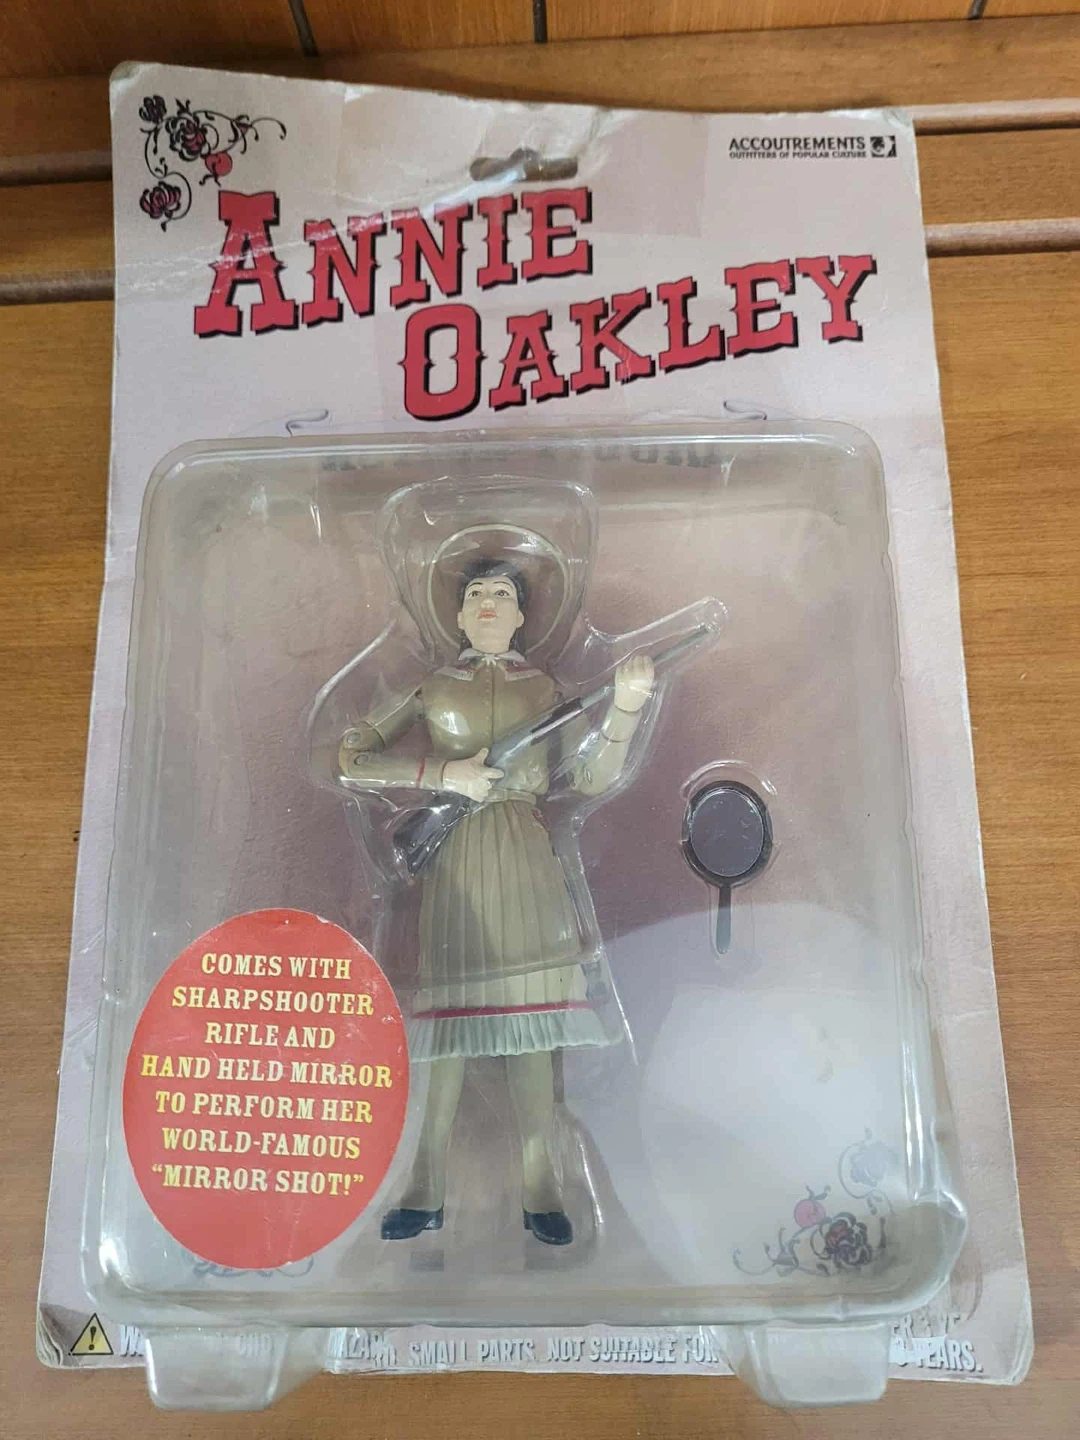 ACCOUTREMENTS
OUTFITTERS OF POPULAR CULTURE
ANNIE
OAKLEY
COMES WITH
SHARPSHOOTER
RIFLE AND
HAND HELD MIRROR
TO PERFORM HER
WORLD-FAMOUS
“MIRROR SHOT!”
SMALL PARTS. NOT SUITABLE FOR YEARS.